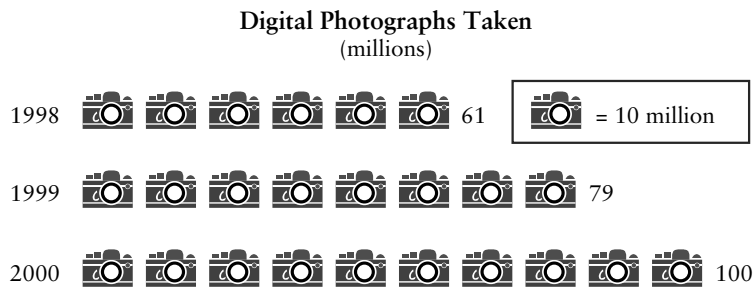 Digital Photographs Taken
(millions)
1998 61 = 10 million
1999 79
2000 100